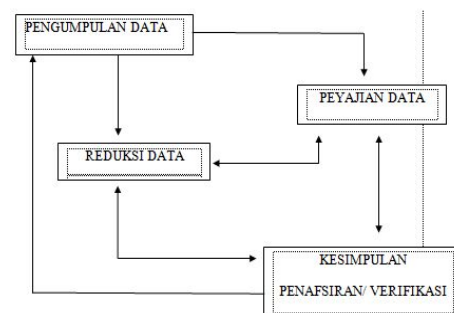 PENGUMPULAN DATA
PEYAJIAN DATA
REDUKSI DATA
KESIMPULAN
PENAFSIRAN/ VERIFIKASI